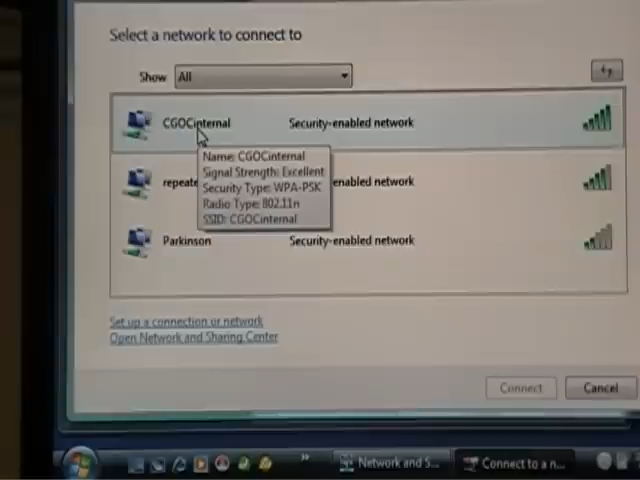 Select a network to connect to
Show All
CGOCinternal Security-enabled network
Name: CGOCinternal
Signal Strength: Excellent
Security Type: WPA-PSK
Radio Type: 802.11n
SSID: CGOCinternal
repeate enabled network
Parkinson Security-enabled network
Set up a connection or network
Open Network and Sharing Center
Connect Cancel
Network and S... Connect to a n...